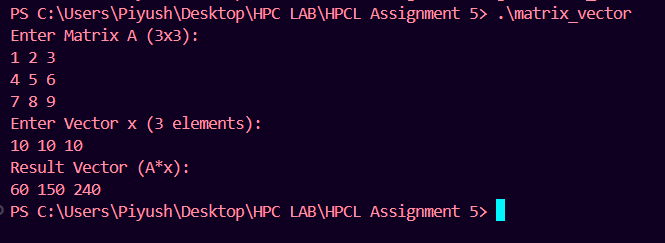 PS C:\Users\Piyush\Desktop\HPC LAB\HPCL Assignment 5> .\matrix_vector
Enter Matrix A (3x3):
1 2 3
4 5 6
7 8 9
Enter Vector x (3 elements):
10 10 10
Result Vector (A*x):
60 150 240
PS C:\Users\Piyush\Desktop\HPC LAB\HPCL Assignment 5>